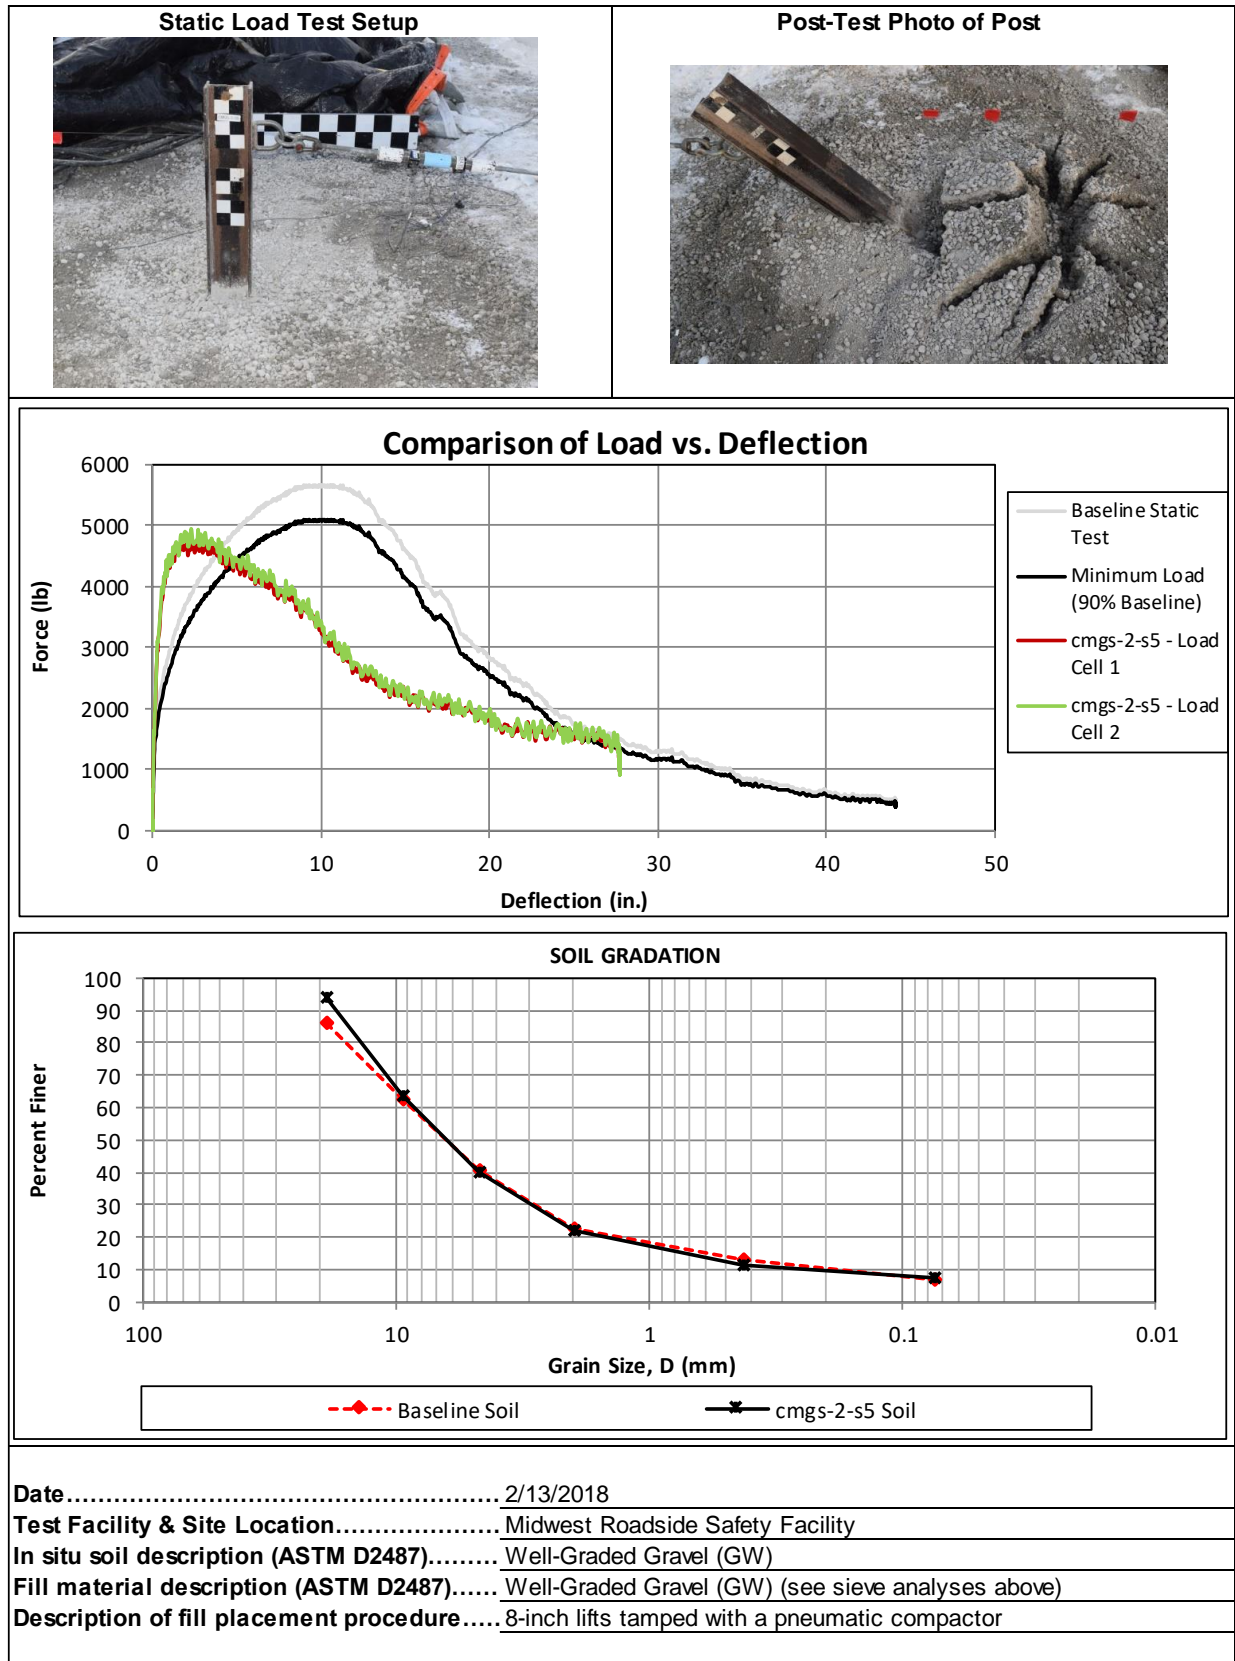 Static Load Test Setup
Post-Test Photo of Post
Comparison of Load vs. Deflection
6000
5000
4000
3000
2000
1000
0
Force (lb)
0 10 20 30 40 50
Deflection (in.)
Baseline Static
Test
Minimum Load
(90% Baseline)
cmgs-2-s5 - Load
Cell 1
cmgs-2-s5 - Load
Cell 2
SOIL GRADATION
100
90
80
70
60
50
40
30
20
10
0
Percent Finer
100 10 1 0.1 0.01
Grain Size, D (mm)
Baseline Soil cmgs-2-s5 Soil
Date...................................................... 2/13/2018
Test Facility & Site Location..................... Midwest Roadside Safety Facility
In situ soil description (ASTM D2487)......... Well-Graded Gravel (GW)
Fill material description (ASTM D2487)...... Well-Graded Gravel (GW) (see sieve analyses above)
Description of fill placement procedure..... 8-inch lifts tamped with a pneumatic compactor